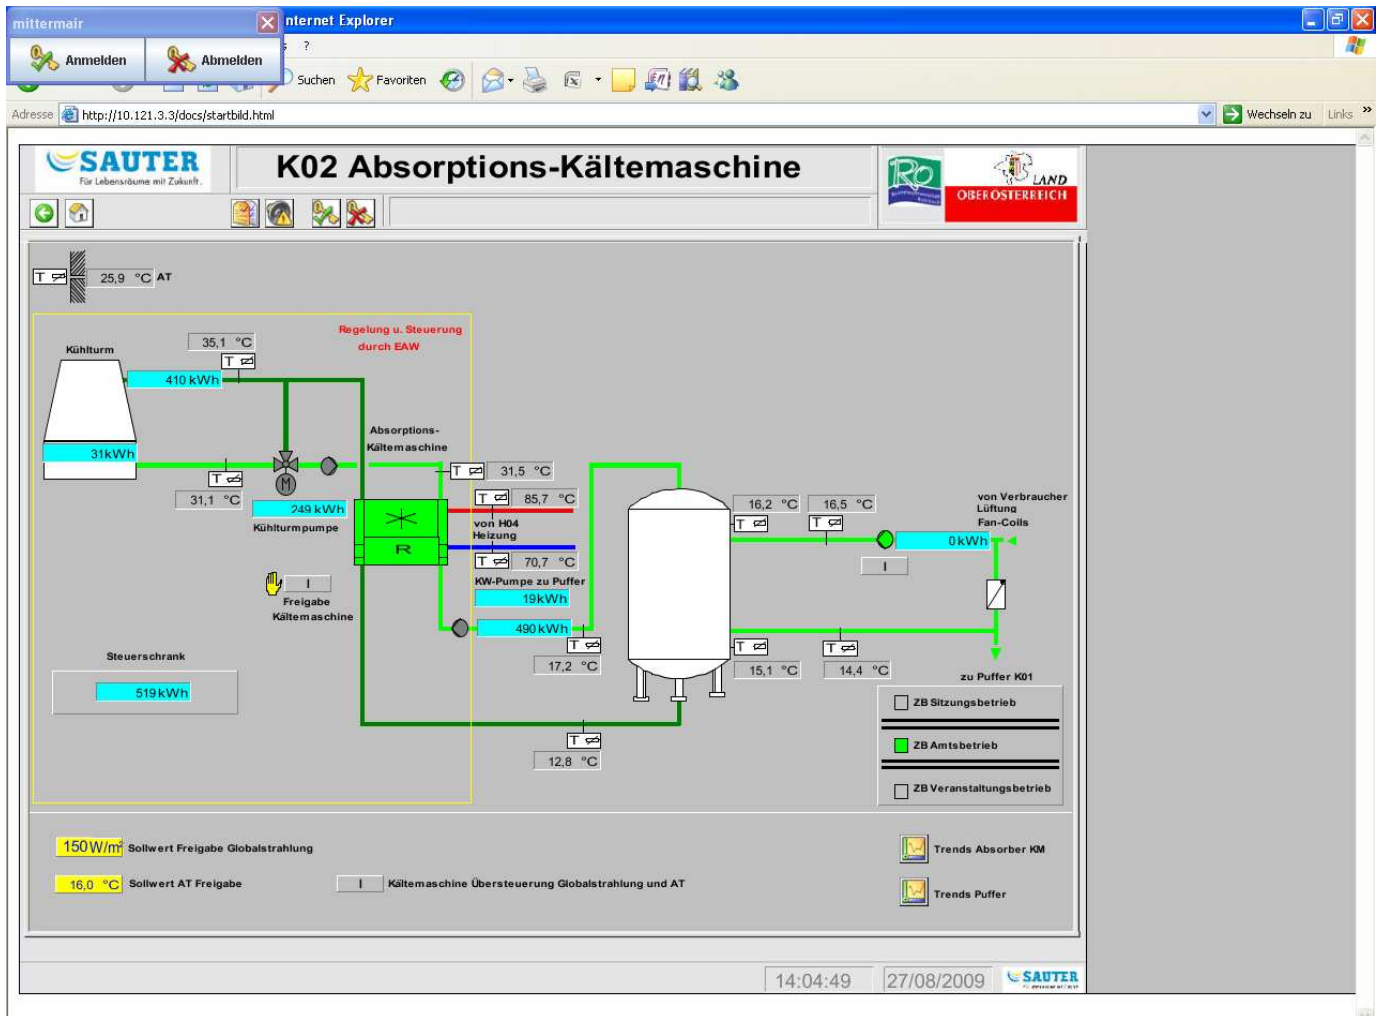 mittermair
nternet Explorer
Anmelden
Abmelden
?
Suchen
Favoriten
Adresse
http://10.121.3.3/docs/startbild.html
Wechseln zu
Links
»
SAUTER
Für Lebensräume mit Zukunft.
K02 Absorptions-Kältemaschine
RO
LAND
OBERÖSTERREICH
T
25,9 °C AT
Regelung u. Steuerung
durch EAW
Kühlturm
35,1 °C
T
410 kWh
Absorptions-
Kältemaschine
31kWh
T
31,5 °C
T
31,1 °C
M
249 kWh
Kühlturmpumpe
T
85,7 °C
von H04
Heizung
R
T
70,7 °C
KW-Pumpe zu Puffer
19kWh
490 kWh
T
17,2 °C
I
Freigabe
Kältemaschine
16,2 °C
16,5 °C
T
T
von Verbraucher
Lüftung
Fan-Coils
0 kWh
I
T
T
15,1 °C
14,4 °C
zu Puffer K01
Steuerschrank
519 kWh
T
12,8 °C
ZB Sitzungsbetrieb
ZB Amtsbetrieb
ZB Veranstaltungsbetrieb
150 W/m² Sollwert Freigabe Globalstrahlung
16,0 °C Sollwert AT Freigabe
I Kältemaschine Übersteuerung Globalstrahlung und AT
Trends Absorber KM
Trends Puffer
14:04:49
27/08/2009
SAUTER